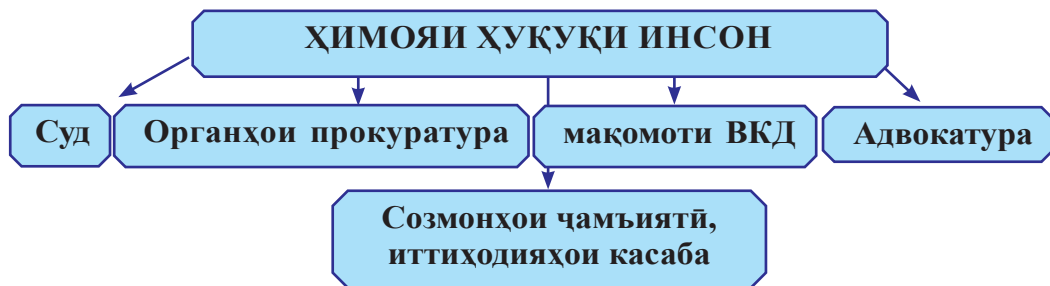 ҲИМОЯИ ҲУҚУҚИ ИНСОН
Суд
Органҳои прокуратура
мақомоти ВКД
Адвокатура
Созмонҳои ҷамъиятӣ,
иттиҳодияҳои касаба